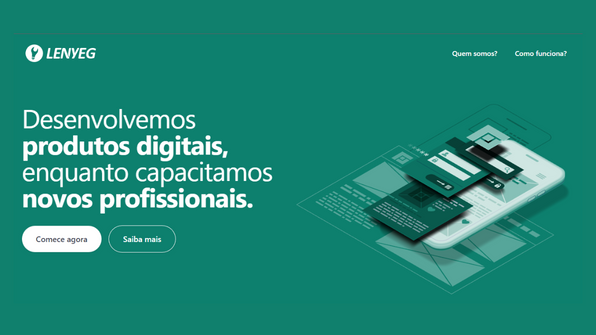 LENYEG
Quem somos?
Como funciona?
Desenvolvemos
produtos digitais,
enquanto capacitamos
novos profissionais.
Comece agora
Saiba mais